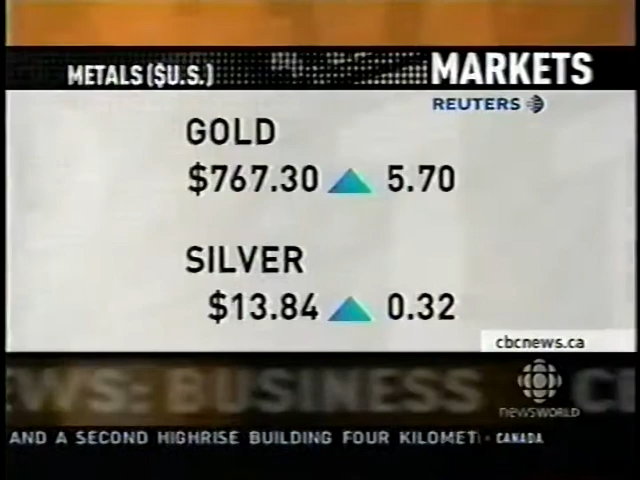 METALS ($U.S.)
MARKETS
REUTERS
GOLD
$767.30 5.70
SILVER
$13.84 0.32
cbcnews.ca
EWS: BUSINESS C
newsWORLD
AND A SECOND HIGHRISE BUILDING FOUR KILOMET
CANADA